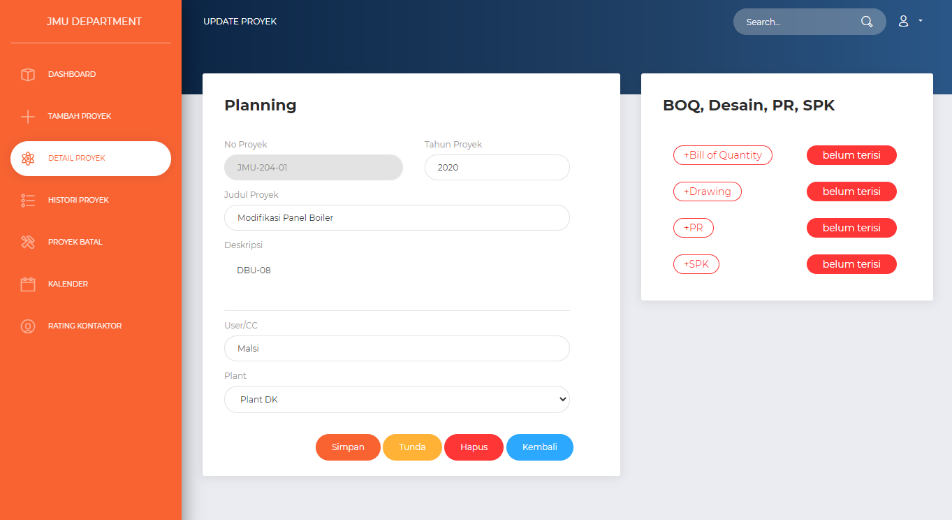 JMU DEPARTMENT
DASHBOARD
TAMBAH PROYEK
DETAIL PROYEK
HISTORI PROYEK
PROYEK BATAL
KALENDER
RATING KONTAKTOR
UPDATE PROYEK
Search...
Planning
No Proyek
JMU-204-01
Tahun Proyek
2020
Judul Proyek
Modifikasi Panel Boiler
Deskripsi
DBU-08
User/CC
Malsi
Plant
Plant DK
Simpan
Tunda
Hapus
Kembali
BOQ, Desain, PR, SPK
+Bill of Quantity
belum terisi
+Drawing
belum terisi
+PR
belum terisi
+SPK
belum terisi